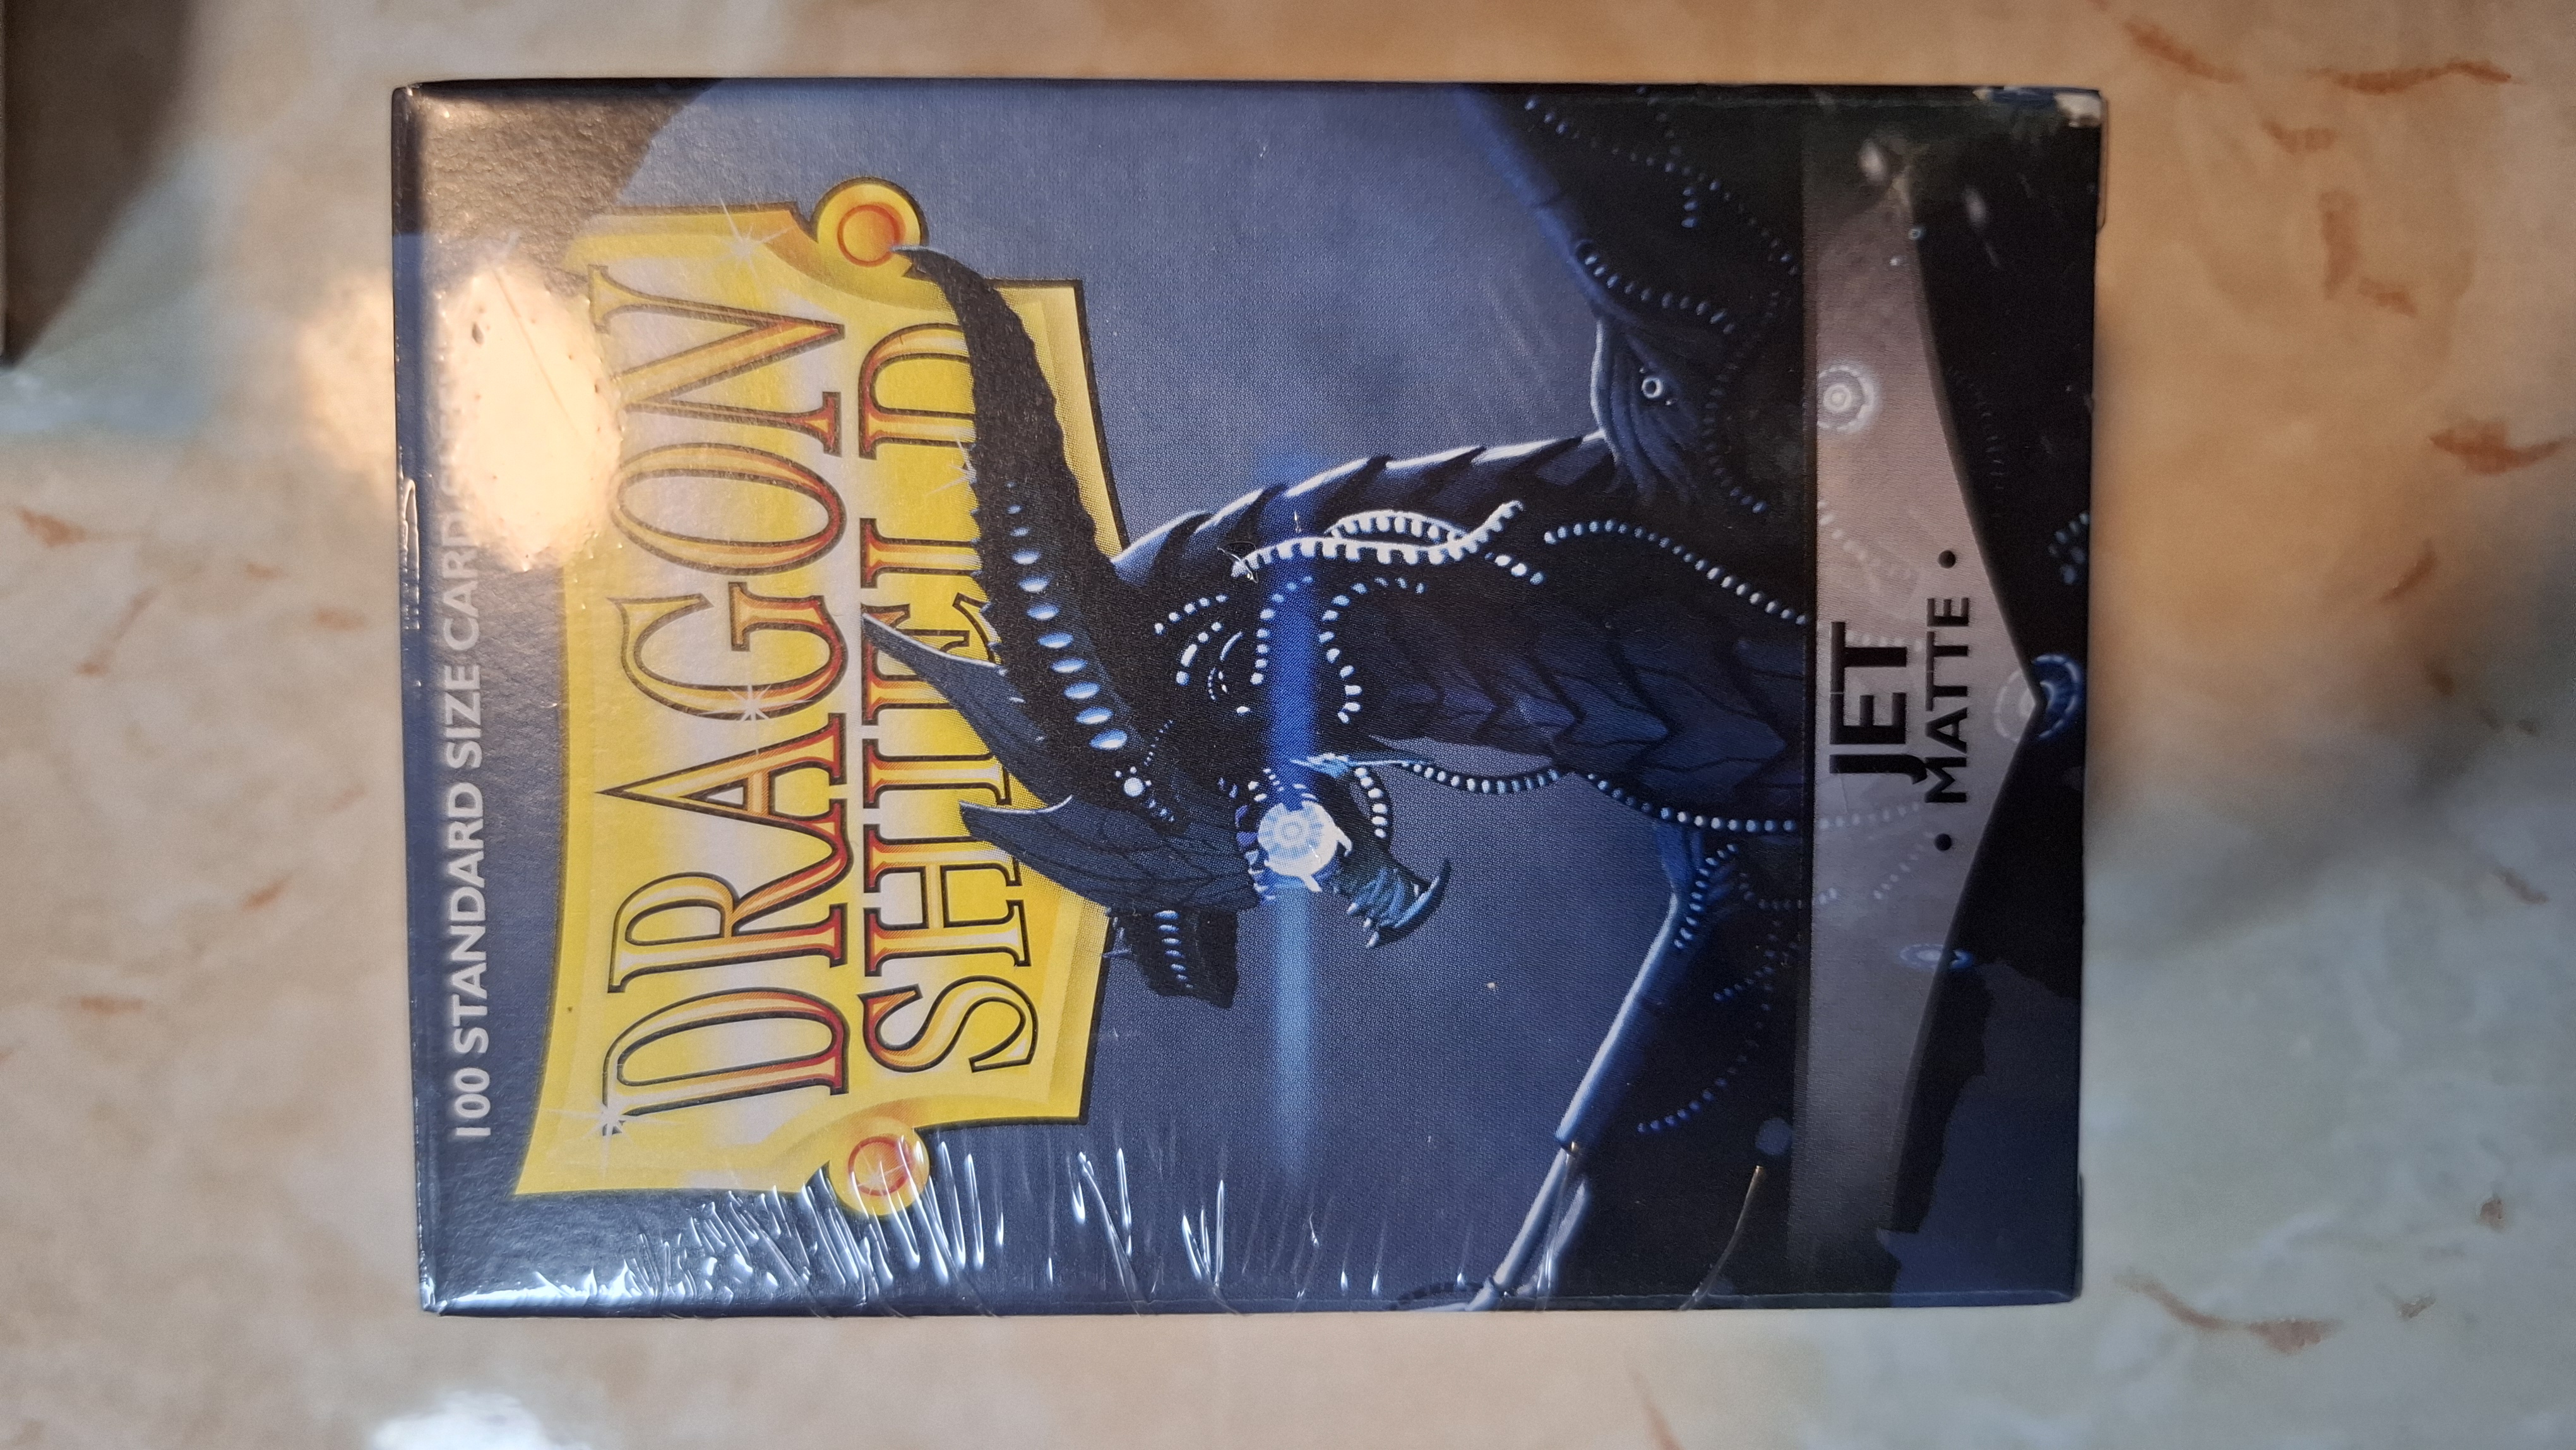 100 STANDARD SIZE CARD
DRAGON
SHIELD
JET
• MATTE •